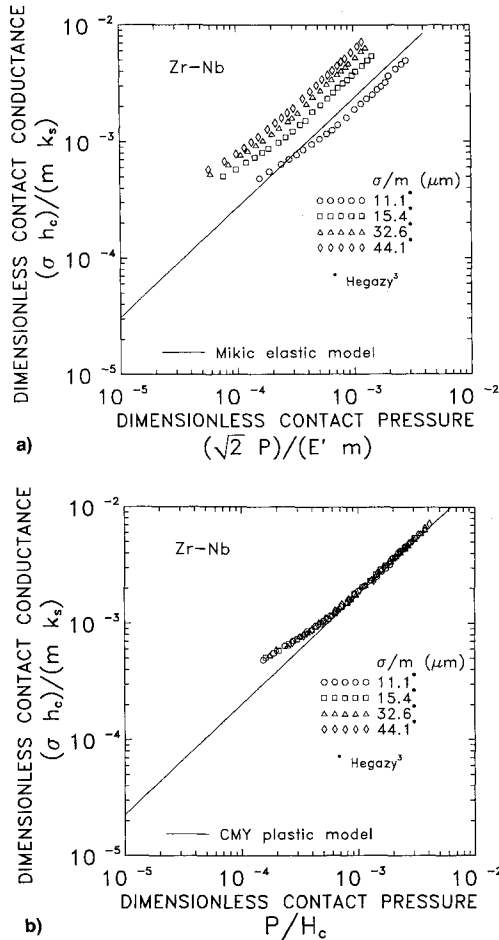 DIMENSIONLESS CONTACT CONDUCTANCE
(σ h_c)/(m k_s)
10⁻²
Zr-Nb
10⁻³
σ/m (μm)
○○○○○ 11.1•
□□□□□ 15.4•
△△△△△ 32.6•
◇◇◇◇◇ 44.1•
10⁻⁴
• Hegazy³
Mikic elastic model
10⁻⁵
10⁻⁵ 10⁻⁴ 10⁻³ 10⁻²
DIMENSIONLESS CONTACT PRESSURE
a)
(√2 P)/(E' m)
DIMENSIONLESS CONTACT CONDUCTANCE
(σ h_c)/(m k_s)
10⁻²
Zr-Nb
10⁻³
σ/m (μm)
○○○○○ 11.1•
□□□□□ 15.4•
△△△△△ 32.6•
◇◇◇◇◇ 44.1•
10⁻⁴
• Hegazy³
CMY plastic model
10⁻⁵
10⁻⁵ 10⁻⁴ 10⁻³ 10⁻²
DIMENSIONLESS CONTACT PRESSURE
b)
P/H_c